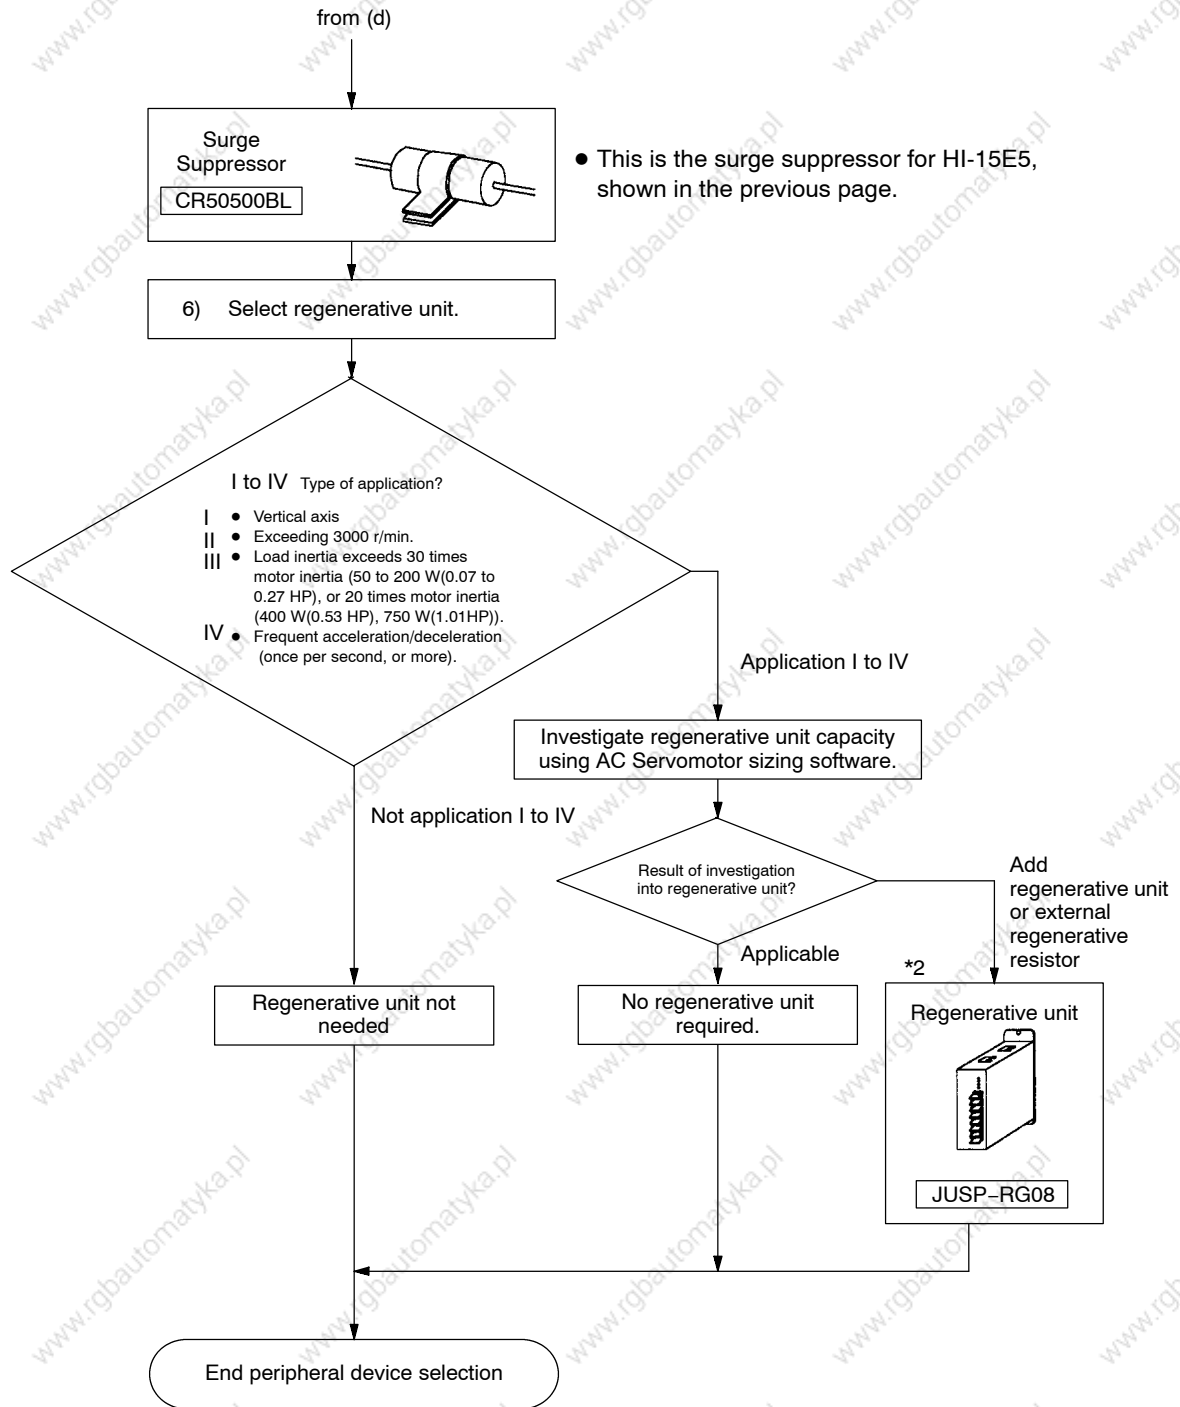 from (d)
Surge
Suppressor
CR50500BL
● This is the surge suppressor for HI-15E5,
shown in the previous page.
6) Select regenerative unit.
I to IV Type of application?
I ● Vertical axis
II ● Exceeding 3000 r/min.
III ● Load inertia exceeds 30 times
motor inertia (50 to 200 W(0.07 to
0.27 HP), or 20 times motor inertia
(400 W(0.53 HP), 750 W(1.01HP)).
IV ● Frequent acceleration/deceleration
(once per second, or more).
Application I to IV
Investigate regenerative unit capacity
using AC Servomotor sizing software.
Not application I to IV
Result of investigation
into regenerative unit?
Add
regenerative unit
or external
regenerative
resistor
Applicable
*2
Regenerative unit not
needed
No regenerative unit
required.
Regenerative unit
JUSP−RG08
End peripheral device selection
www.rgbautomatyka.pl